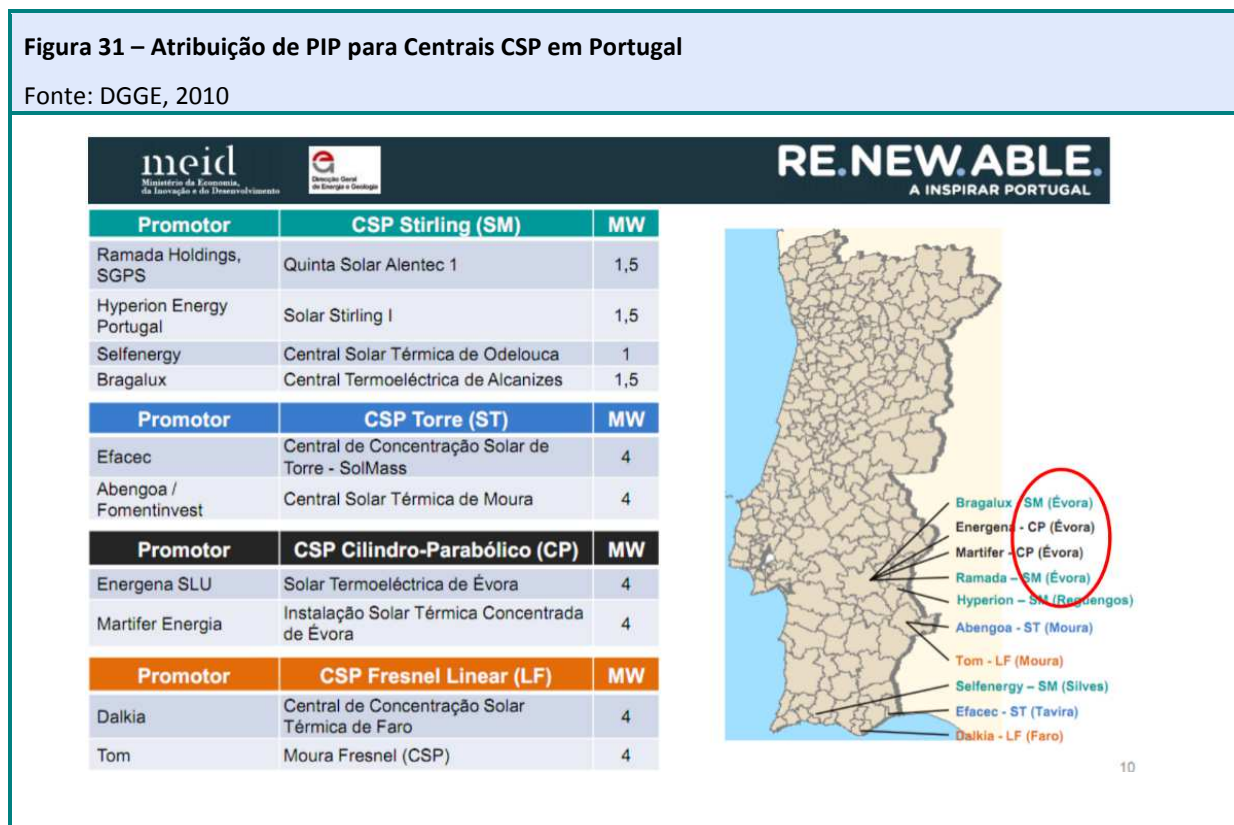 Figura 31 – Atribuição de PIP para Centrais CSP em Portugal
Fonte: DGGE, 2010
meid
Ministério da Economia,
da Inovação e do Desenvolvimento
Direcção Geral
de Energia e Geologia
RE.NEW.ABLE.
A INSPIRAR PORTUGAL
Promotor CSP Stirling (SM) MW
Ramada Holdings,
SGPS
Quinta Solar Alentec 1 1,5
Hyperion Energy
Portugal
Solar Stirling I 1,5
Selfenergy Central Solar Térmica de Odelouca 1
Bragalux Central Termoeléctrica de Alcanizes 1,5
Promotor CSP Torre (ST) MW
Efacec
Central de Concentração Solar de
Torre - SolMass
4
Abengoa /
Fomentinvest
Central Solar Térmica de Moura 4
Promotor CSP Cilindro-Parabólico (CP) MW
Energena SLU Solar Termoeléctrica de Évora 4
Martifer Energia
Instalação Solar Térmica Concentrada
de Évora
4
Promotor CSP Fresnel Linear (LF) MW
Dalkia
Central de Concentração Solar
Térmica de Faro
4
Tom Moura Fresnel (CSP) 4
Bragalux - SM (Évora)
Energena - CP (Évora)
Martifer - CP (Évora)
Ramada – SM (Évora)
Hyperion – SM (Reguengos)
Abengoa - ST (Moura)
Tom - LF (Moura)
Selfenergy – SM (Silves)
Efacec - ST (Tavira)
Dalkia - LF (Faro)
10